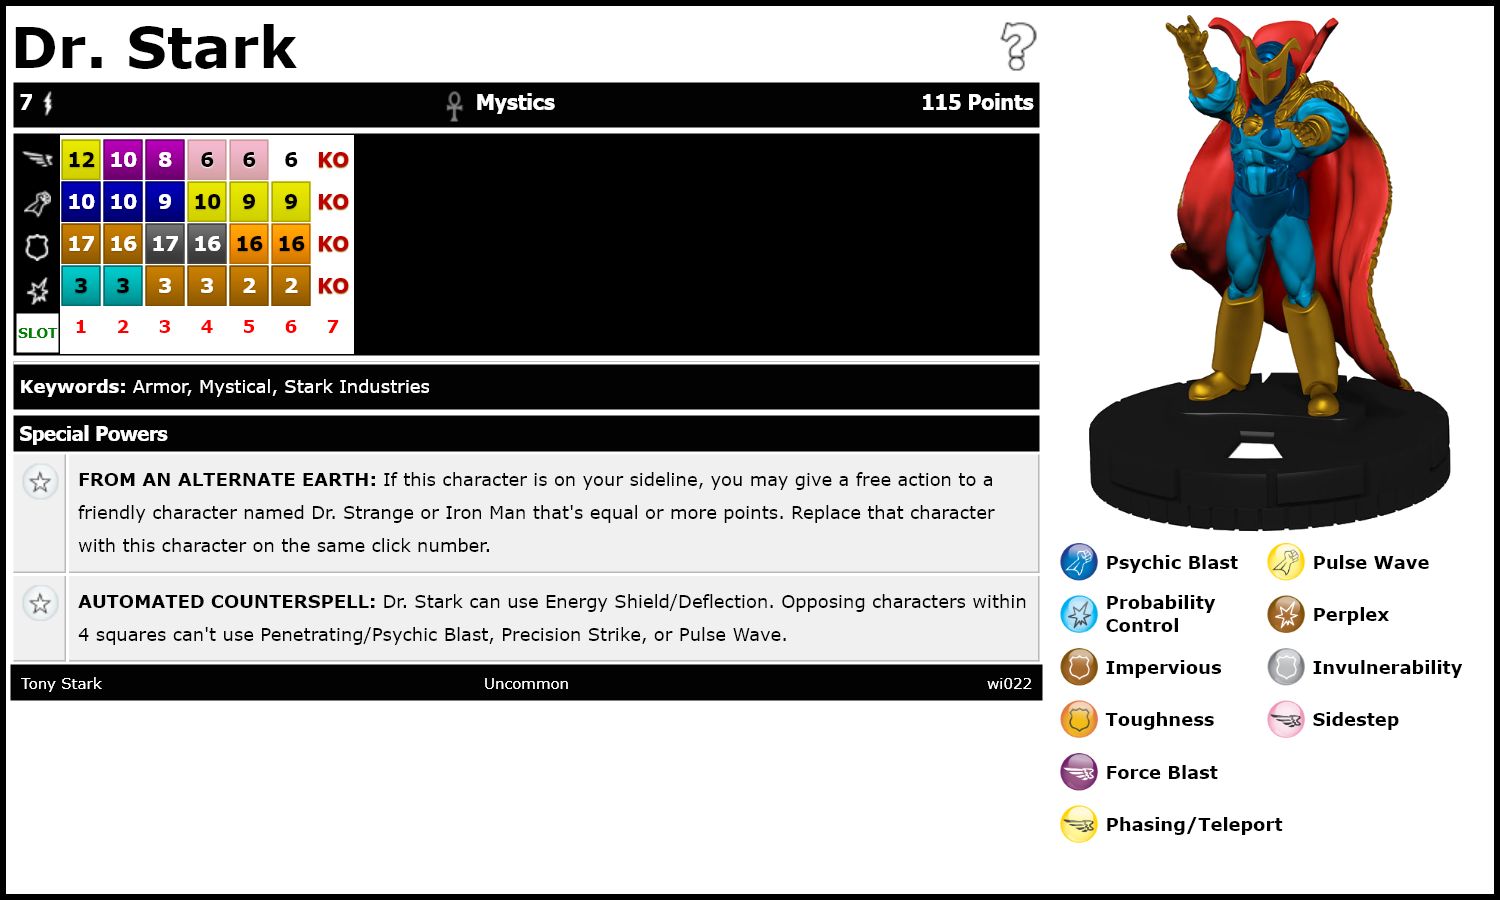 Dr. Stark
7 Mystics 115 Points
12 10 8 6 6 6 KO
10 10 9 10 9 9 KO
17 16 17 16 16 16 KO
3 3 3 3 2 2 KO
SLOT 1 2 3 4 5 6 7
Keywords: Armor, Mystical, Stark Industries
Special Powers
FROM AN ALTERNATE EARTH: If this character is on your sideline, you may give a free action to a
friendly character named Dr. Strange or Iron Man that's equal or more points. Replace that character
with this character on the same click number.
AUTOMATED COUNTERSPELL: Dr. Stark can use Energy Shield/Deflection. Opposing characters within
4 squares can't use Penetrating/Psychic Blast, Precision Strike, or Pulse Wave.
Tony Stark Uncommon wi022
Psychic Blast Pulse Wave
Probability
Control Perplex
Impervious Invulnerability
Toughness Sidestep
Force Blast
Phasing/Teleport